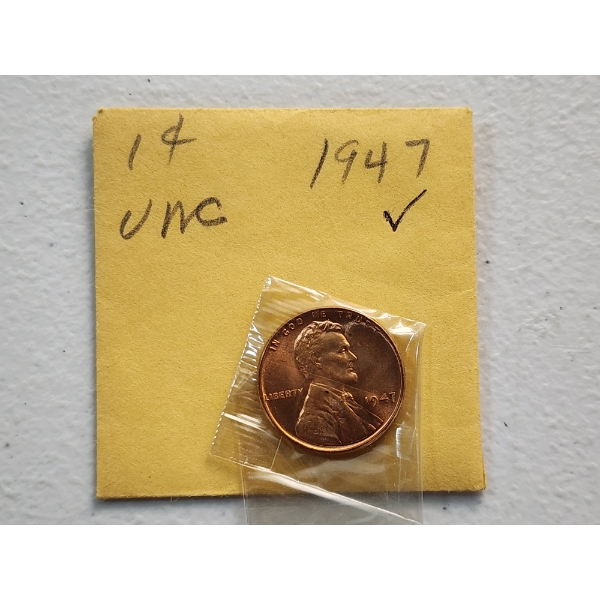 1¢ 1947
UNC ✓
IN GOD WE TRUST
LIBERTY 1947